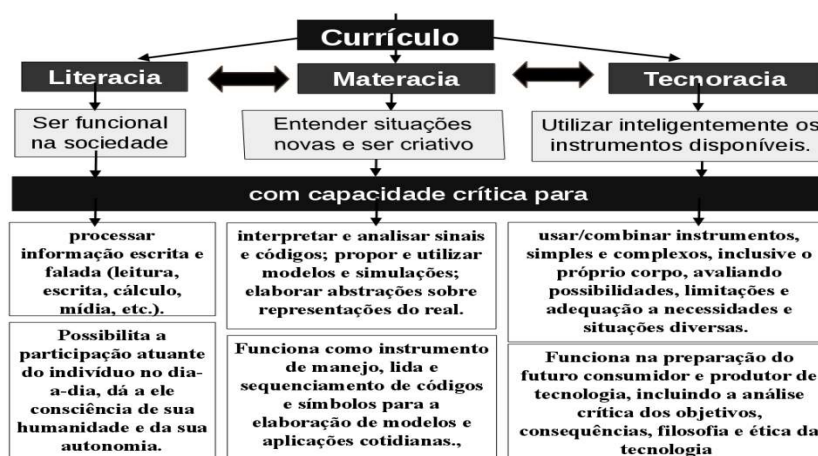 Currículo
Literacia
Materacia
Tecnoracia
Ser funcional
na sociedade
Entender situações
novas e ser criativo
Utilizar inteligentemente os
instrumentos disponíveis.
com capacidade crítica para
processar
informação escrita e
falada (leitura,
escrita, cálculo,
mídia, etc.).
interpretar e analisar sinais
e códigos; propor e utilizar
modelos e simulações;
elaborar abstrações sobre
representações do real.
usar/combinar instrumentos,
simples e complexos, inclusive o
próprio corpo, avaliando
possibilidades, limitações e
adequação a necessidades e
situações diversas.
Possibilita a
participação atuante
do indivíduo no dia-
a-dia, dá a ele
consciência de sua
humanidade e da sua
autonomia.
Funciona como instrumento
de manejo, lida e
sequenciamento de códigos
e símbolos para a
elaboração de modelos e
aplicações cotidianas.,
Funciona na preparação do
futuro consumidor e produtor de
tecnologia, incluindo a análise
crítica dos objetivos,
consequências, filosofia e ética da
tecnologia